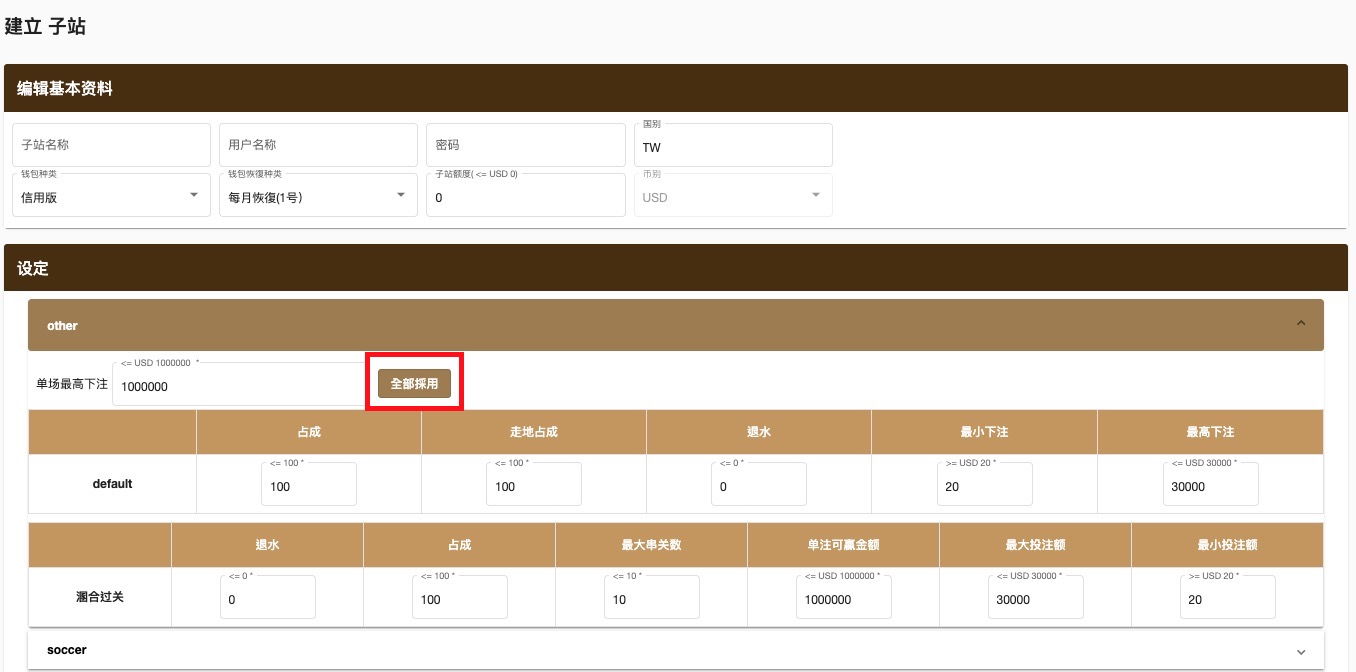 建立 子站
编辑基本资料
子站名称 用户名称 密码 国别 TW
钱包种类 信用版 钱包恢復种类 每月恢復(1号) 子站额度( <= USD 0) 0 币别 USD
设定
other
单场最高下注 <= USD 1000000 * 1000000 全部採用
占成 走地占成 退水 最小下注 最高下注
default <= 100 * 100 <= 100 * 100 <= 0 * 0 >= USD 20 * 20 <= USD 30000 * 30000
退水 占成 最大串关数 单注可赢金额 最大投注额 最小投注额
溷合过关 <= 0 * 0 <= 100 * 100 <= 10 * 10 <= USD 1000000 * 1000000 <= USD 30000 * 30000 >= USD 20 * 20
soccer